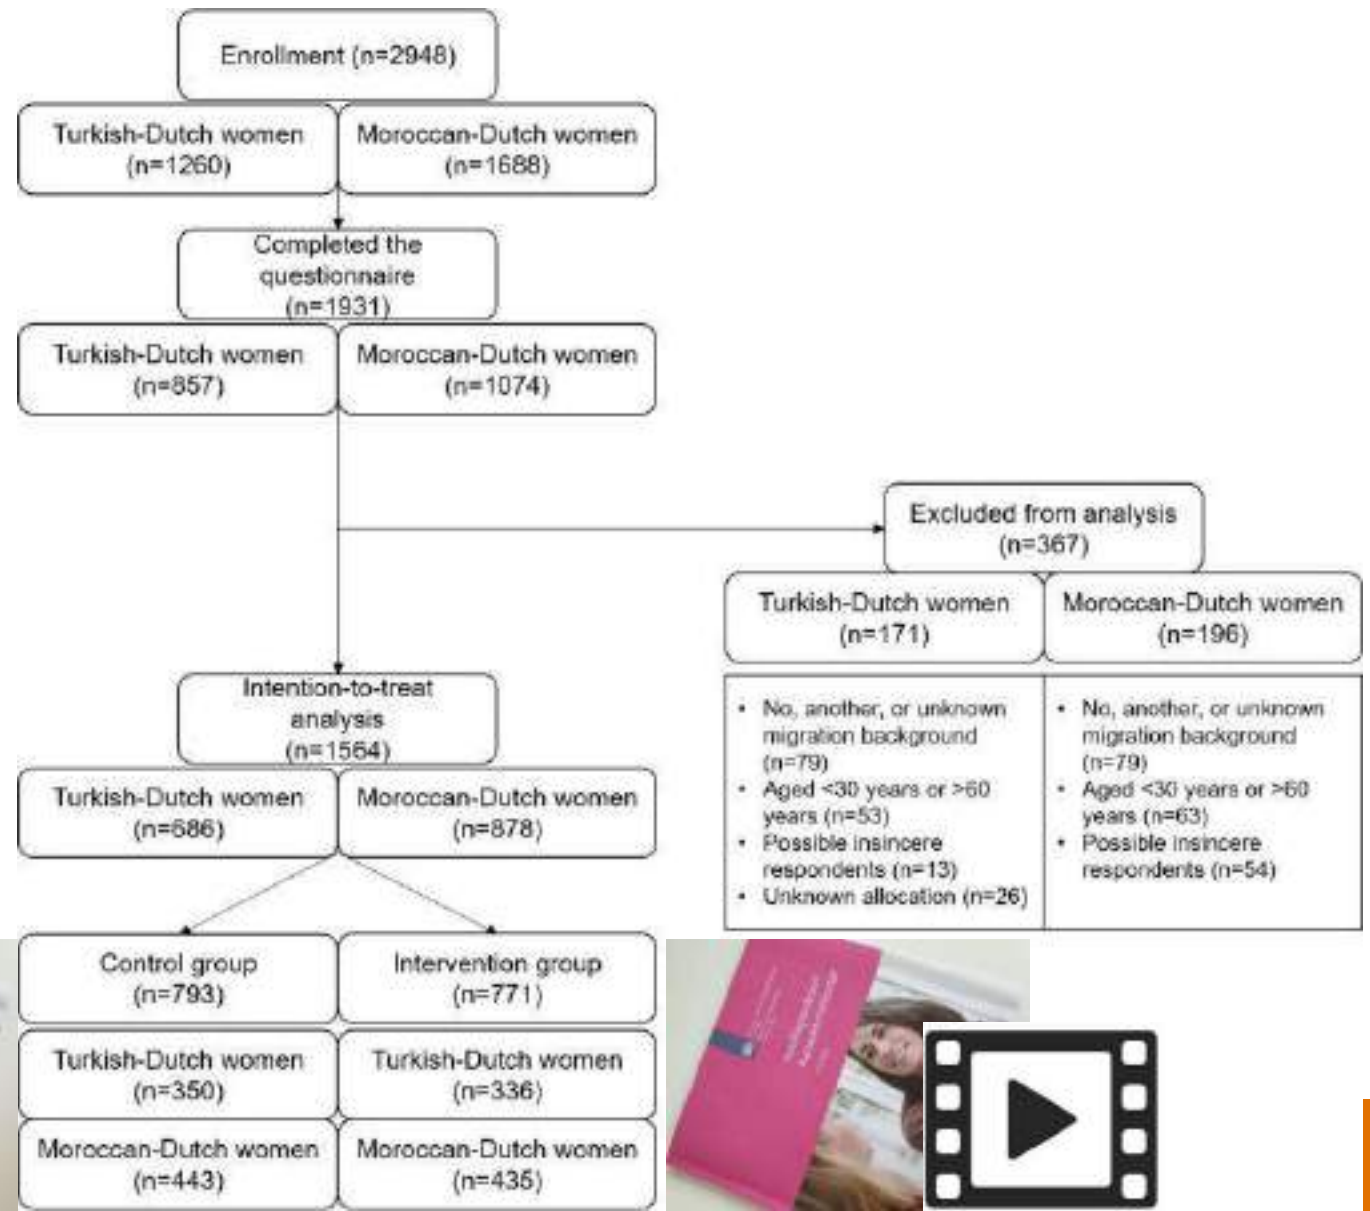 Enrollment (n=2948)
Turkish-Dutch women
(n=1260)
Moroccan-Dutch women
(n=1688)
Completed the
questionnaire
(n=1931)
Turkish-Dutch women
(n=857)
Moroccan-Dutch women
(n=1074)
Excluded from analysis
(n=367)
Turkish-Dutch women
(n=171)
Moroccan-Dutch women
(n=196)
• No, another, or unknown
migration background
(n=79)
• Aged <30 years or >60
years (n=53)
• Possible insincere
respondents (n=13)
• Unknown allocation (n=26)
• No, another, or unknown
migration background
(n=79)
• Aged <30 years or >60
years (n=63)
• Possible insincere
respondents (n=54)
Intention-to-treat
analysis
(n=1564)
Turkish-Dutch women
(n=686)
Moroccan-Dutch women
(n=878)
Control group
(n=793)
Intervention group
(n=771)
Turkish-Dutch women
(n=350)
Turkish-Dutch women
(n=336)
Moroccan-Dutch women
(n=443)
Moroccan-Dutch women
(n=435)